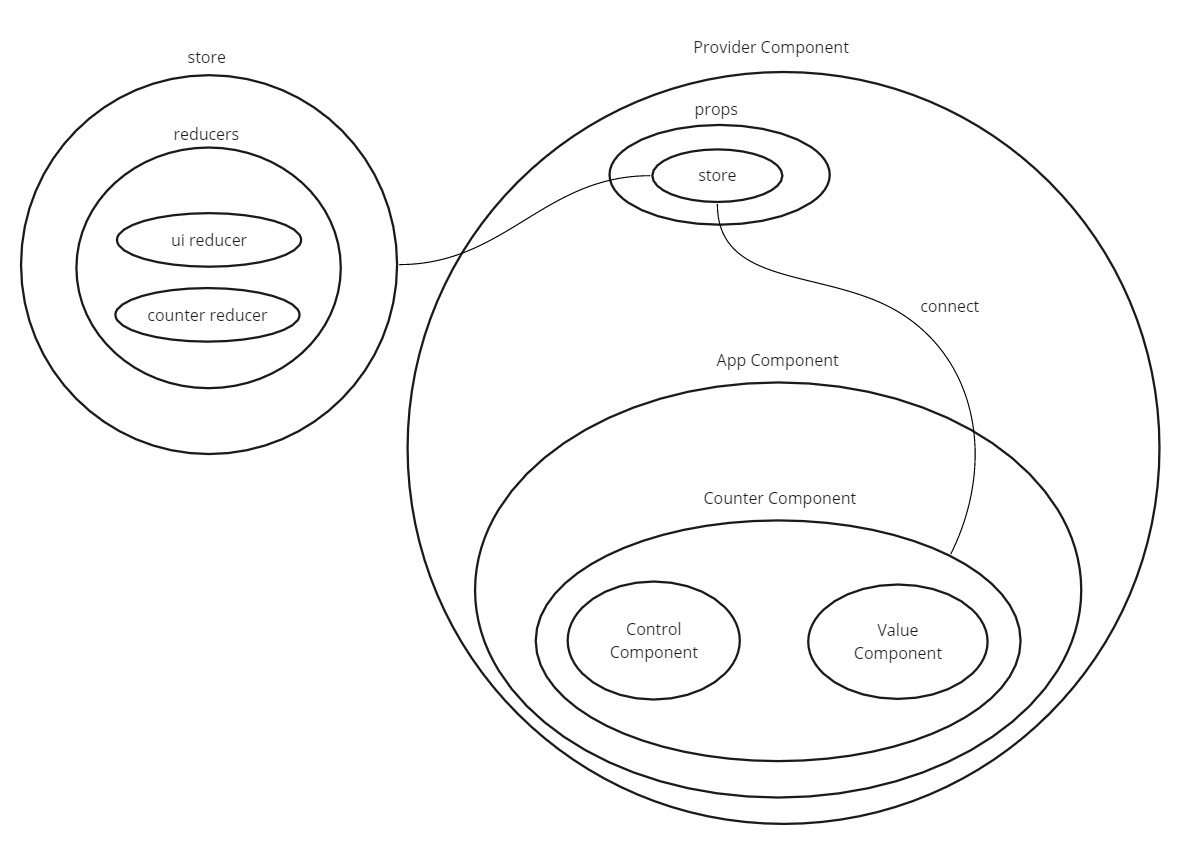 store
reducers
ui reducer
counter reducer
Provider Component
props
store
connect
App Component
Counter Component
Control
Component
Value
Component